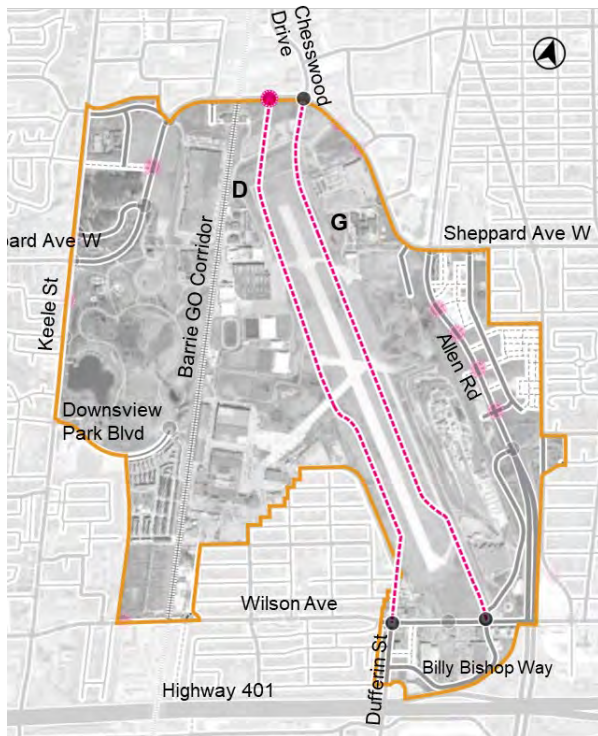 Chesswood
Drive
D
G
pard Ave W
Sheppard Ave W
Keele St
Barrie GO Corridor
Allen Rd
Downsview
Park Blvd
Wilson Ave
Dufferin St
Billy Bishop Way
Highway 401